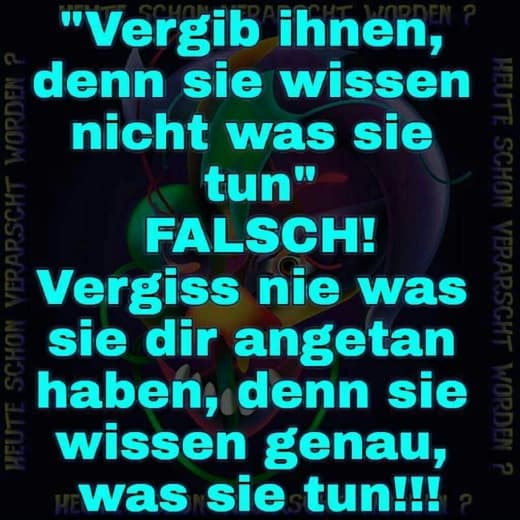 HEUTE SCHON VERARSCHT WORDEN ?
"Vergib ihnen,
denn sie wissen
nicht was sie
tun"
FALSCH!
Vergiss nie was
sie dir angetan
haben, denn sie
wissen genau,
was sie tun!!!
HEUTE SCHON VERARSCHT WORDEN ?
HEUTE SCHON VERARSCHT WORDEN ?